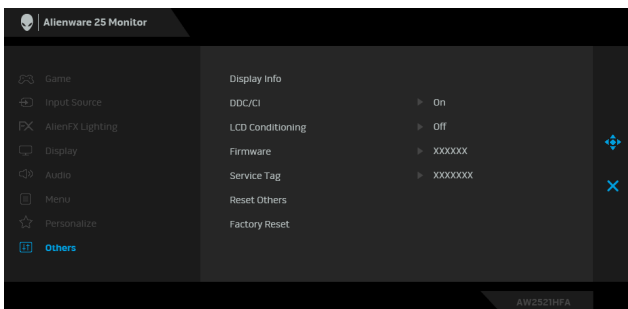 Alienware 25 Monitor
Game
Input Source
AlienFX Lighting
Display
Audio
Menu
Personalize
Others
Display Info
DDC/CI On
LCD Conditioning Off
Firmware XXXXXX
Service Tag XXXXXXX
Reset Others
Factory Reset
AW2521HFA